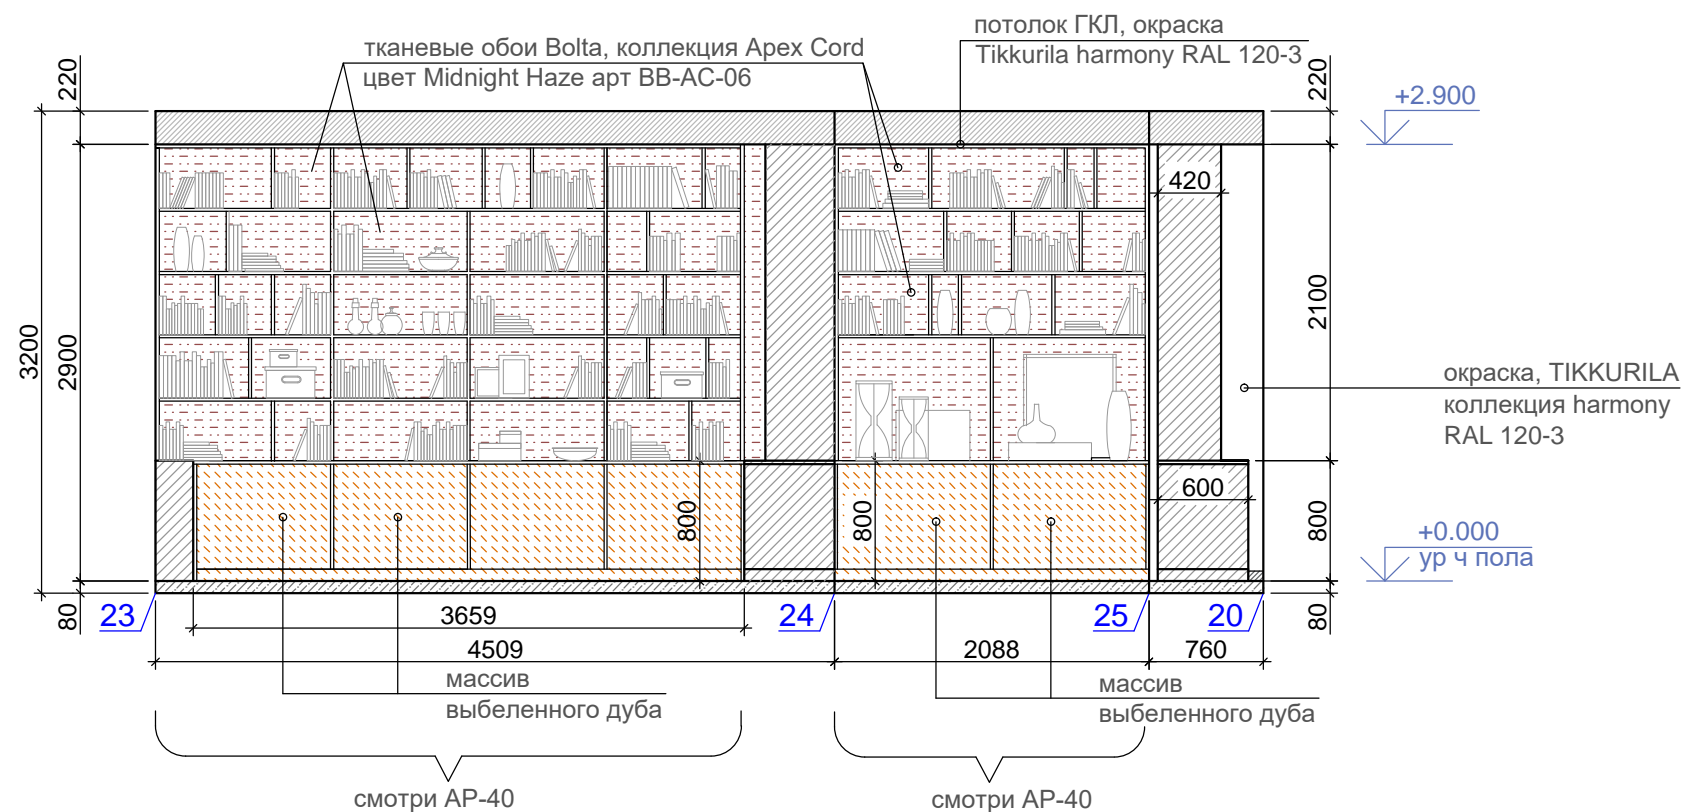 потолок ГКЛ, окраска
Tikkurila harmony RAL 120-3
тканевые обои Bolta, коллекция Apex Cord
цвет Midnight Haze арт BB-AC-06
220
220
+2.900
420
3200
2900
2100
окраска, TIKKURILA
коллекция harmony
RAL 120-3
600
800
800
800
+0.000
ур ч пола
80
80
23
24
25
20
3659
4509
2088
760
массив
выбеленного дуба
массив
выбеленного дуба
смотри АР-40
смотри АР-40